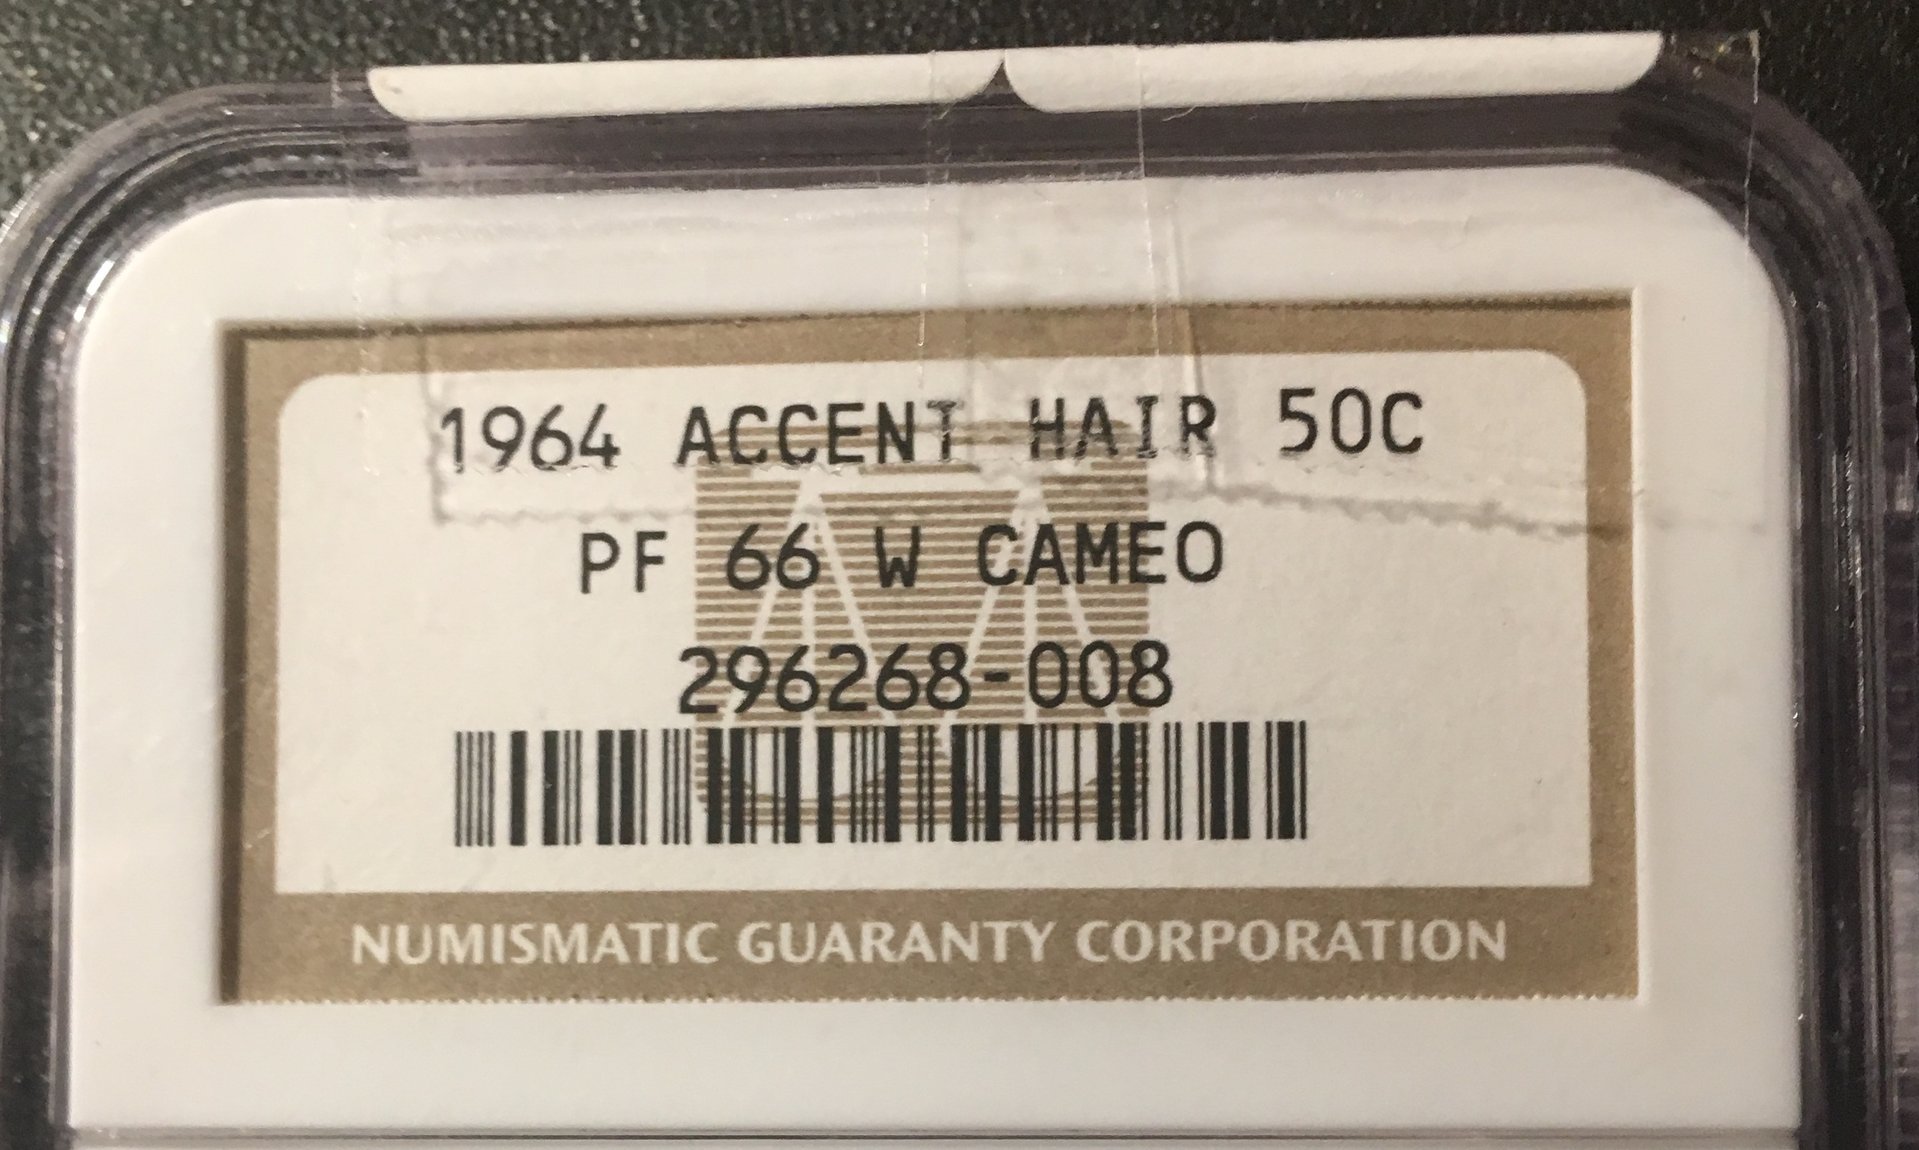 1964 ACCENT HAIR 50C
PF 66 W CAMEO
296268-008
NUMISMATIC GUARANTY CORPORATION